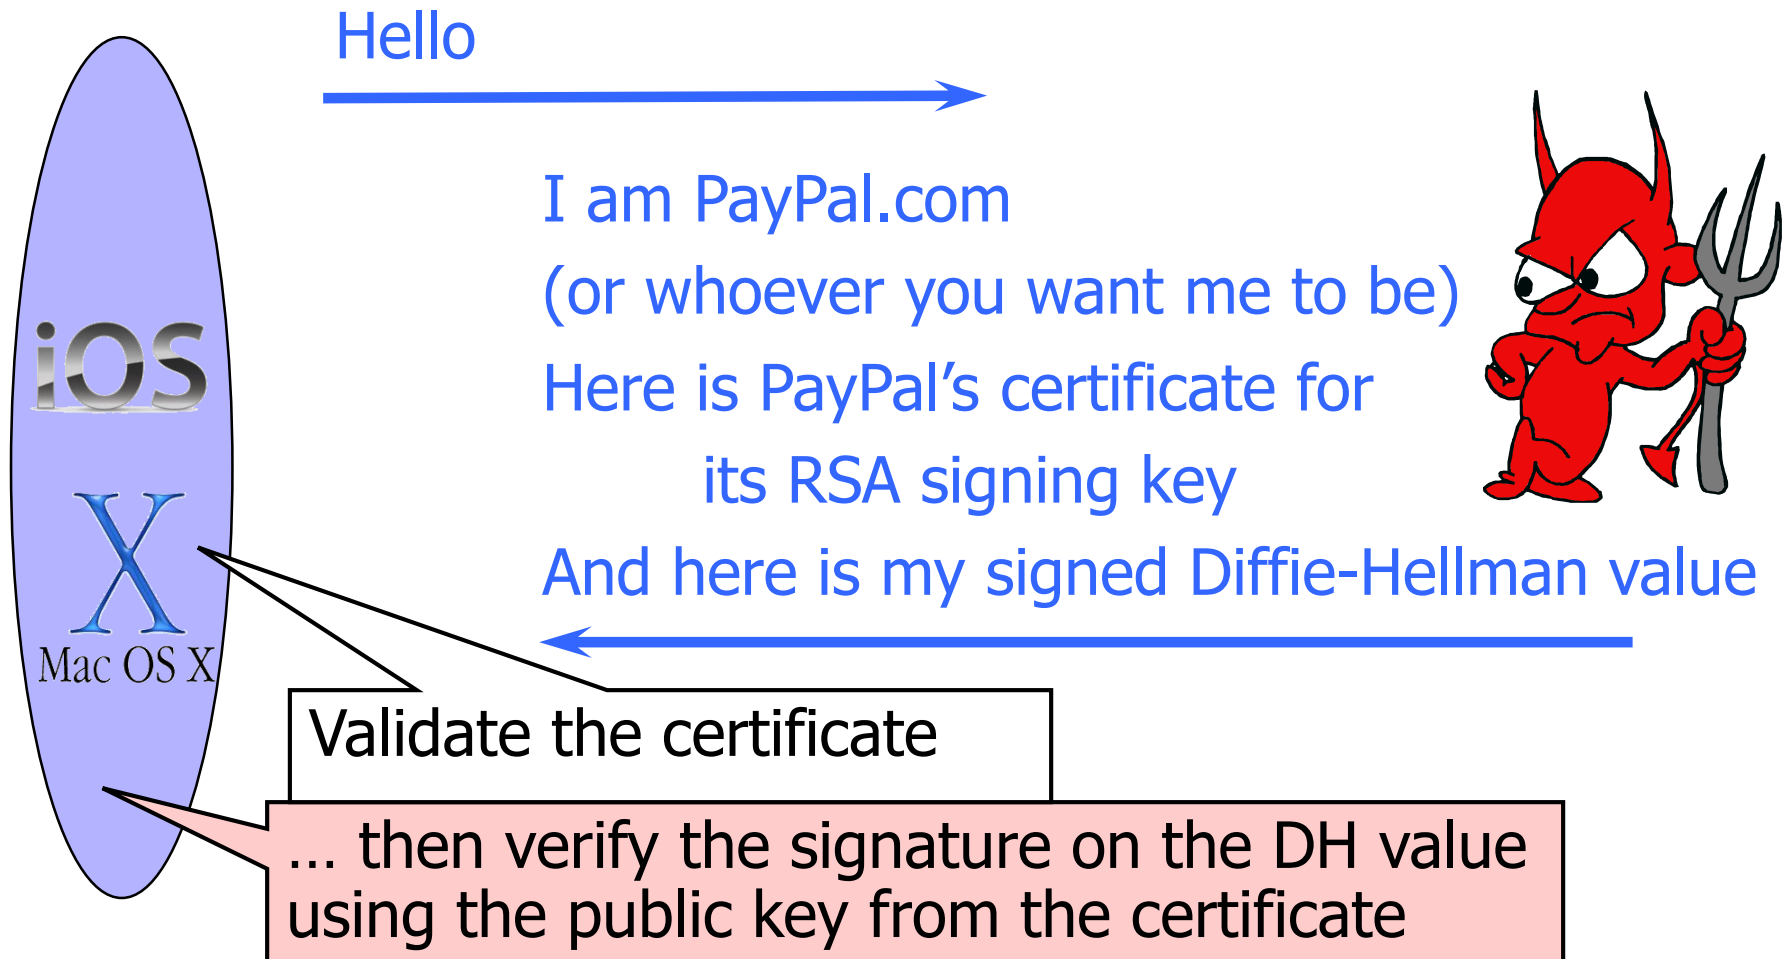 Hello
I am PayPal.com
(or whoever you want me to be)
Here is PayPal’s certificate for
its RSA signing key
And here is my signed Diffie-Hellman value
iOS
X
Mac OS X
Validate the certificate
… then verify the signature on the DH value
using the public key from the certificate